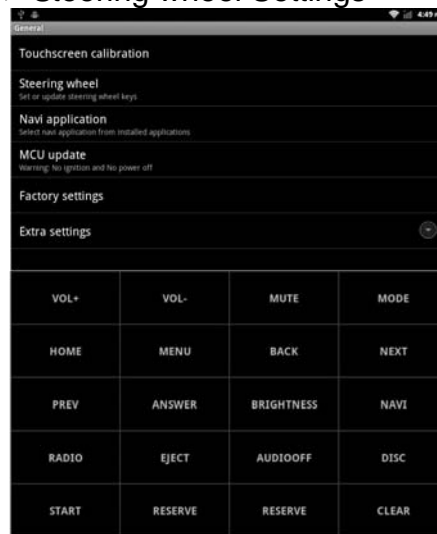 Steering wheel Settings
4:49
General
Touchscreen calibration
Steering wheel
Set or update steering wheel keys
Navi application
Select navi application from installed applications
MCU update
Warning: No ignition and No power off
Factory settings
Extra settings
VOL+ VOL- MUTE MODE
HOME MENU BACK NEXT
PREV ANSWER BRIGHTNESS NAVI
RADIO EJECT AUDIOOFF DISC
START RESERVE RESERVE CLEAR